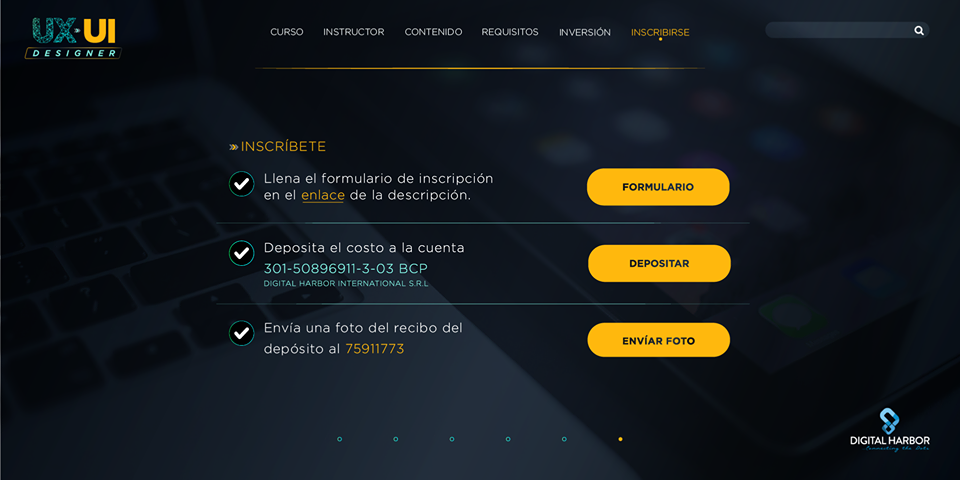 UX-UI
DESIGNER
CURSO INSTRUCTOR CONTENIDO REQUISITOS INVERSIÓN INSCRIBIRSE
INSCRÍBETE
Llena el formulario de inscripción
en el enlace de la descripción.
FORMULARIO
Deposita el costo a la cuenta
301-50896911-3-03 BCP
DIGITAL HARBOR INTERNATIONAL S.R.L
DEPOSITAR
Envía una foto del recibo del
depósito al 75911773
ENVÍAR FOTO
DIGITAL HARBOR
Connecting the Dots